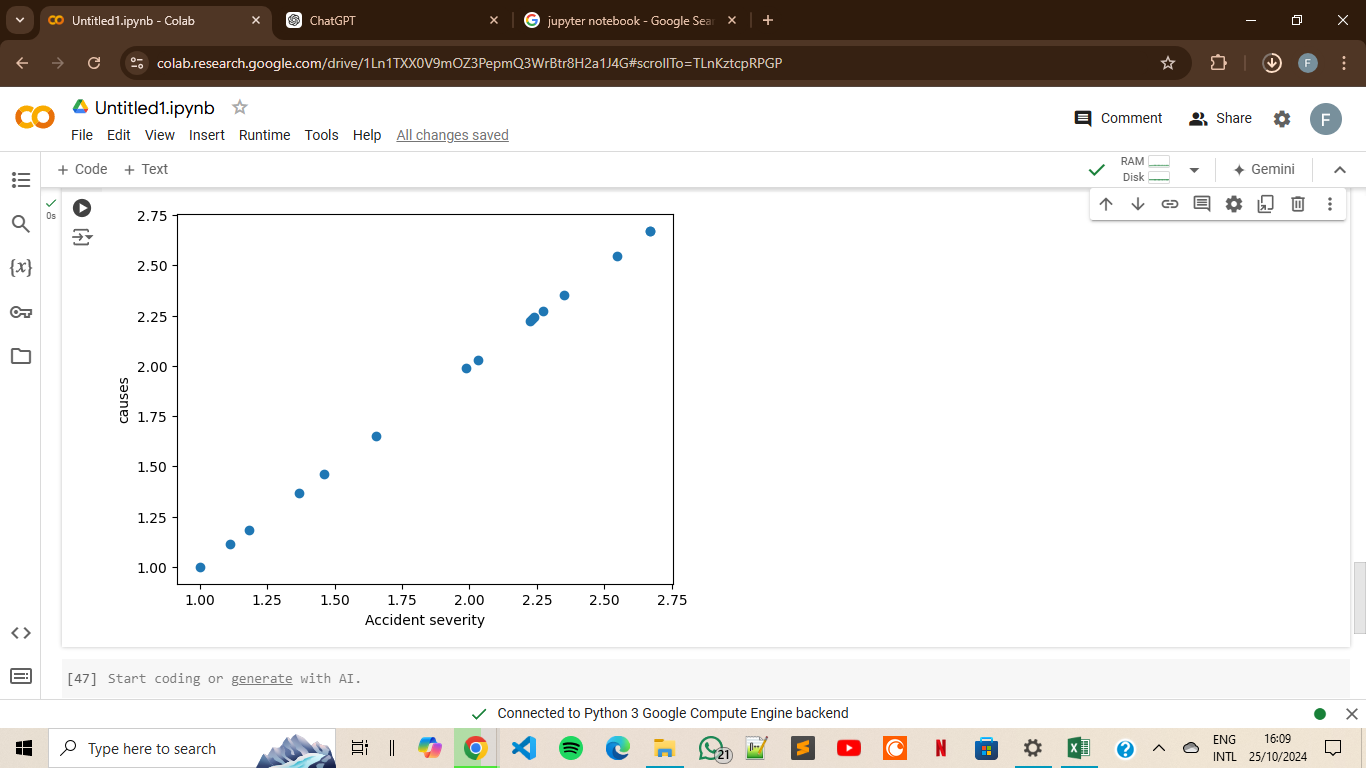 Untitled1.ipynb - Colab
ChatGPT
jupyter notebook - Google Sear
colab.research.google.com/drive/1Ln1TXX0V9mOZ3PepmQ3WrBtr8H2a1J4G#scrollTo=TLnKztcpRPGP
F
Untitled1.ipynb
File Edit View Insert Runtime Tools Help All changes saved
Comment Share F
+ Code + Text
RAM
Disk
Gemini
{x}
0s
2.75
2.50
2.25
2.00
1.75
1.50
1.25
1.00
causes
1.00 1.25 1.50 1.75 2.00 2.25 2.50 2.75
Accident severity
[47] Start coding or generate with AI.
Connected to Python 3 Google Compute Engine backend
Type here to search
21
N
ENG
INTL
16:09
25/10/2024